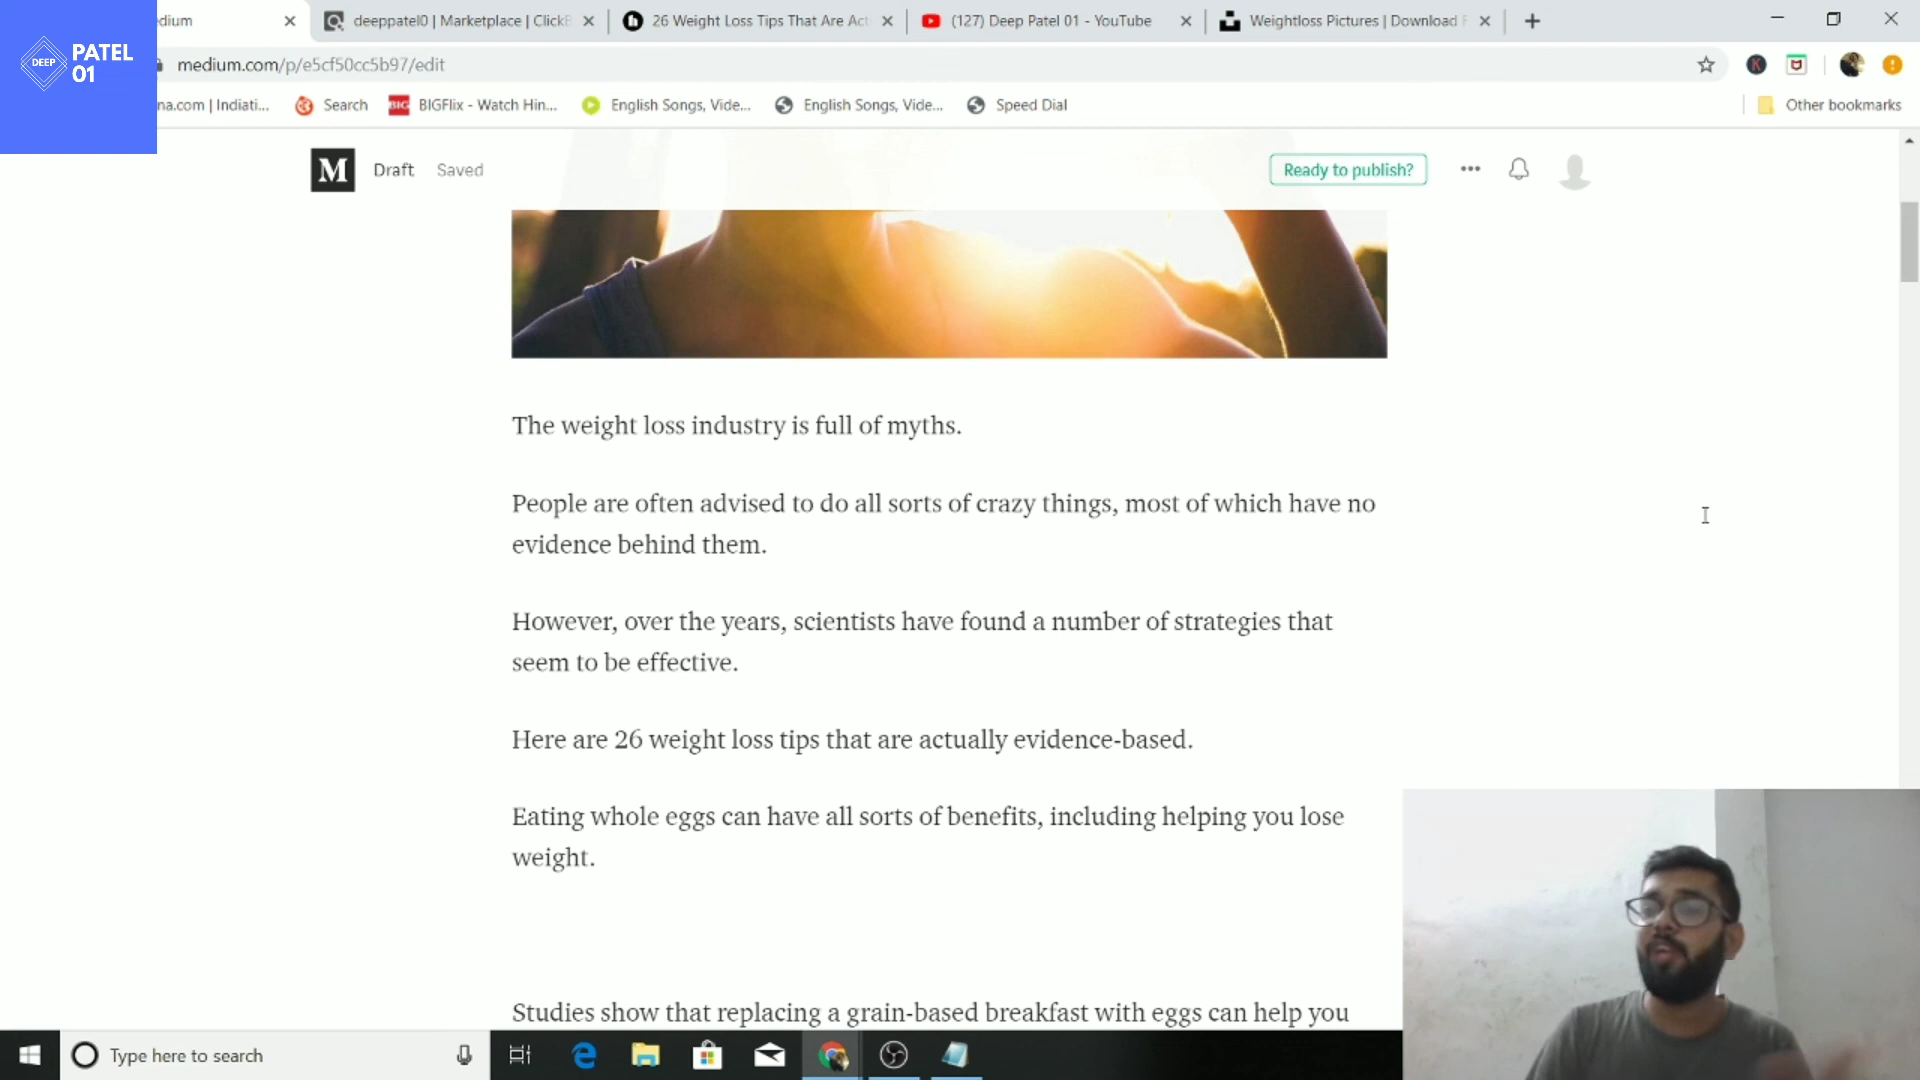 DEEP
PATEL
01
edium
deeppatel0 | Marketplace | ClickB
26 Weight Loss Tips That Are Act
(127) Deep Patel 01 - YouTube
Weightloss Pictures | Download F
medium.com/p/e5cf50cc5b97/edit
na.com | Indiati...
Search
BIG
BIGFlix - Watch Hin...
English Songs, Vide...
English Songs, Vide...
Speed Dial
Other bookmarks
M
Draft
Saved
Ready to publish?
The weight loss industry is full of myths.
People are often advised to do all sorts of crazy things, most of which have no
evidence behind them.
However, over the years, scientists have found a number of strategies that
seem to be effective.
Here are 26 weight loss tips that are actually evidence-based.
Eating whole eggs can have all sorts of benefits, including helping you lose
weight.
Studies show that replacing a grain-based breakfast with eggs can help you
Type here to search